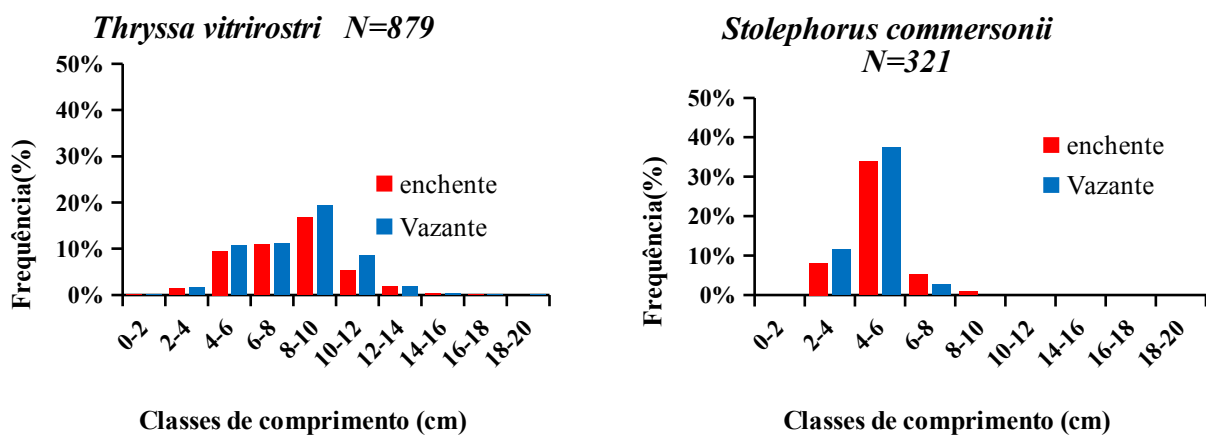 Thryssa vitrirostri N=879
50%
40%
30%
20%
10%
0%
Frequência(%)
enchente
Vazante
0-2
2-4
4-6
6-8
8-10
10-12
12-14
14-16
16-18
18-20
Classes de comprimento (cm)
Stolephorus commersonii
N=321
50%
40%
30%
20%
10%
0%
Frequência(%)
enchente
Vazante
0-2
2-4
4-6
6-8
8-10
10-12
14-16
16-18
18-20
Classes de comprimento (cm)